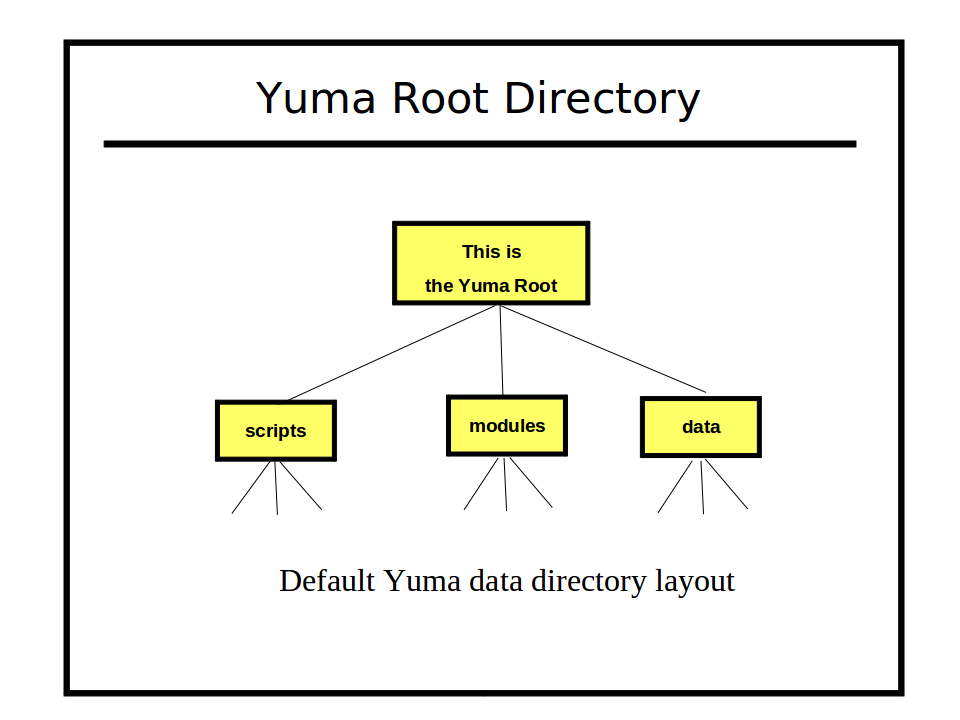 Yuma Root Directory
This is
the Yuma Root
scripts
modules
data
Default Yuma data directory layout